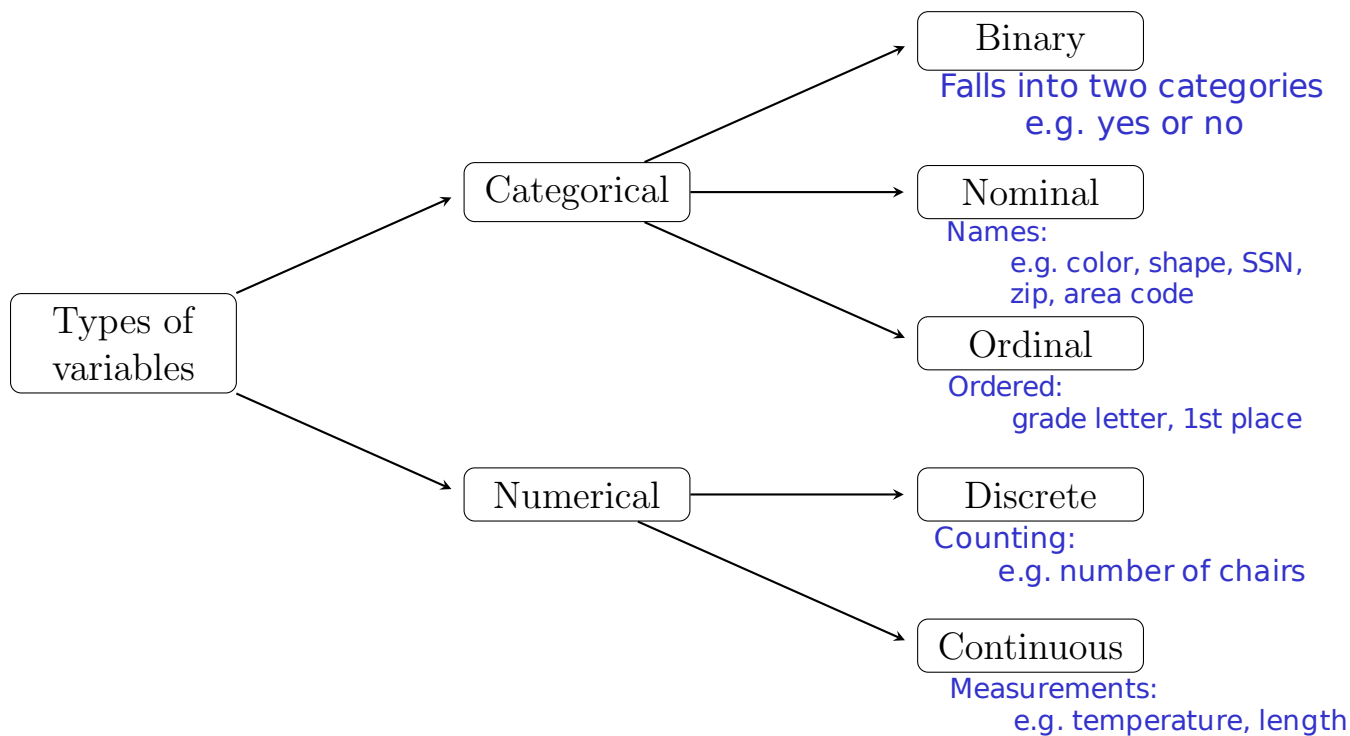 Binary
Falls into two categories
e.g. yes or no
Categorical
Nominal
Names:
e.g. color, shape, SSN,
zip, area code
Types of
variables
Ordinal
Ordered:
grade letter, 1st place
Numerical
Discrete
Counting:
e.g. number of chairs
Continuous
Measurements:
e.g. temperature, length